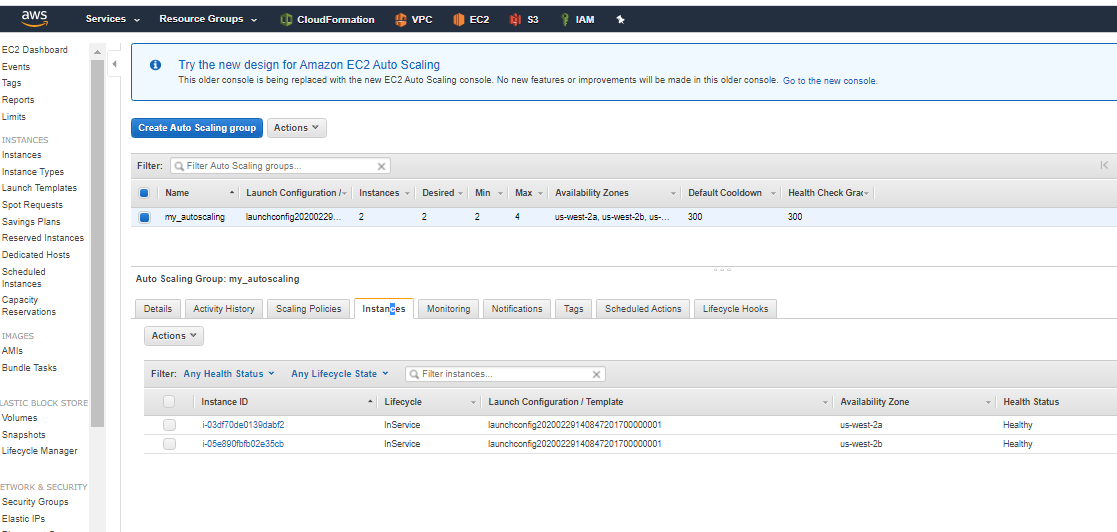 aws Services Resource Groups CloudFormation VPC EC2 S3 IAM
EC2 Dashboard
Events
Tags
Reports
Limits
INSTANCES
Instances
Instance Types
Launch Templates
Spot Requests
Savings Plans
Reserved Instances
Dedicated Hosts
Scheduled
Instances
Capacity
Reservations
IMAGES
AMIs
Bundle Tasks
LASTIC BLOCK STORE
Volumes
Snapshots
Lifecycle Manager
ETWORK & SECURITY
Security Groups
Elastic IPs
Try the new design for Amazon EC2 Auto Scaling
This older console is being replaced with the new EC2 Auto Scaling console. No new features or improvements will be made in this older console. Go to the new console.
Create Auto Scaling group Actions
Filter: Filter Auto Scaling groups...
Name Launch Configuration / Instances Desired Min Max Availability Zones Default Cooldown Health Check Grac
my_autoscaling launchconfig20200229... 2 2 2 4 us-west-2a, us-west-2b, us-... 300 300
Auto Scaling Group: my_autoscaling
Details Activity History Scaling Policies Instances Monitoring Notifications Tags Scheduled Actions Lifecycle Hooks
Actions
Filter: Any Health Status Any Lifecycle State Filter instances...
Instance ID Lifecycle Launch Configuration / Template Availability Zone Health Status
i-03df70de0139dabf2 InService launchconfig20200229140847201700000001 us-west-2a Healthy
i-05e890fbfb02e35cb InService launchconfig20200229140847201700000001 us-west-2b Healthy